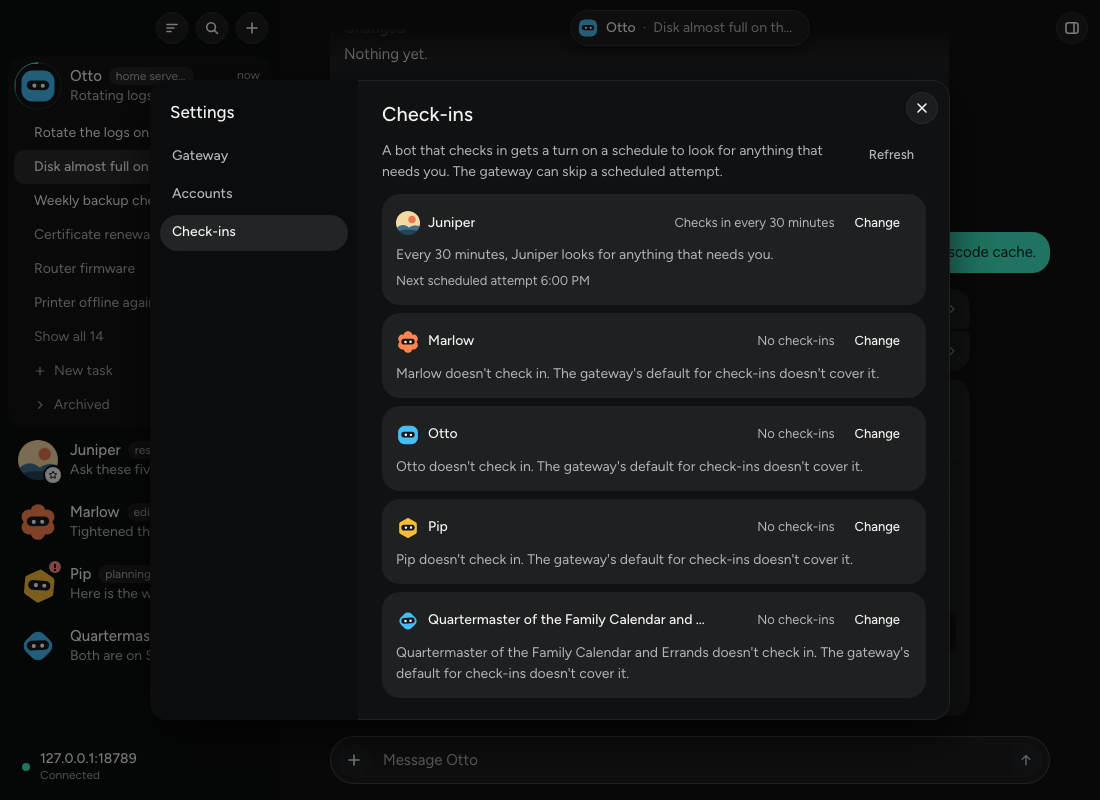 Otto · Disk almost full on th...
Nothing yet.
Otto home serve... now
Rotating logs
Rotate the logs on
Disk almost full on
Weekly backup che
Certificate renewa
Router firmware
Printer offline agai
Show all 14
+ New task
Archived
Juniper res
Ask these fiv
Marlow edi
Tightened th
Pip planning
Here is the w
Quartermas
Both are on S
127.0.0.1:18789
Connected
Settings
Gateway
Accounts
Check-ins
Check-ins
A bot that checks in gets a turn on a schedule to look for anything that
needs you. The gateway can skip a scheduled attempt.
Refresh
Juniper Checks in every 30 minutes Change
Every 30 minutes, Juniper looks for anything that needs you.
Next scheduled attempt 6:00 PM
Marlow No check-ins Change
Marlow doesn't check in. The gateway's default for check-ins doesn't cover it.
Otto No check-ins Change
Otto doesn't check in. The gateway's default for check-ins doesn't cover it.
Pip No check-ins Change
Pip doesn't check in. The gateway's default for check-ins doesn't cover it.
Quartermaster of the Family Calendar and ... No check-ins Change
Quartermaster of the Family Calendar and Errands doesn't check in. The gateway's
default for check-ins doesn't cover it.
scode cache.
Message Otto